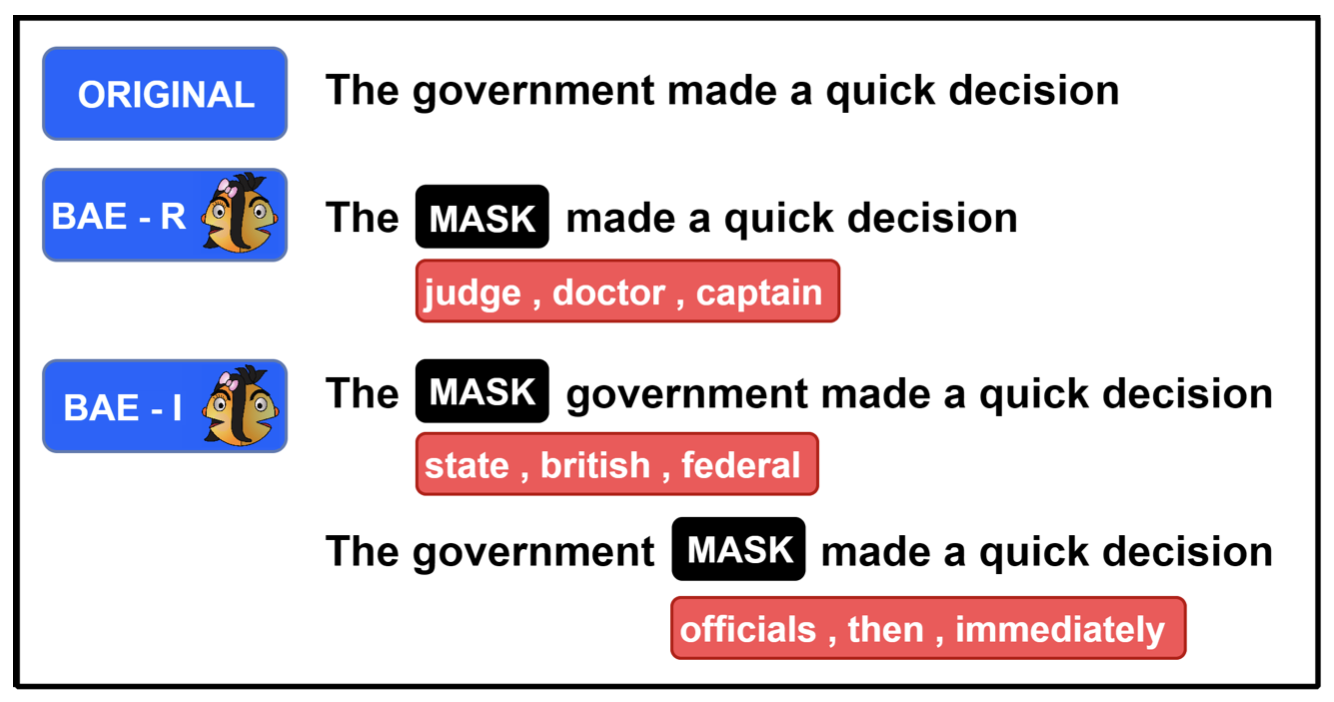 ORIGINAL The government made a quick decision
BAE - R The MASK made a quick decision
judge , doctor , captain
BAE - I The MASK government made a quick decision
state , british , federal
The government MASK made a quick decision
officials , then , immediately